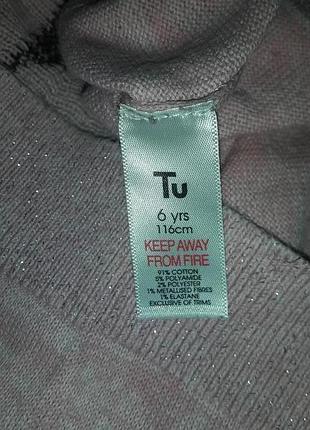 Tu
6 yrs
116cm
KEEP AWAY
FROM FIRE
91% COTTON
5% POLYAMIDE
2% POLYESTER
1% METALLISED FIBRES
1% ELASTANE
EXCLUSIVE OF TRIMS